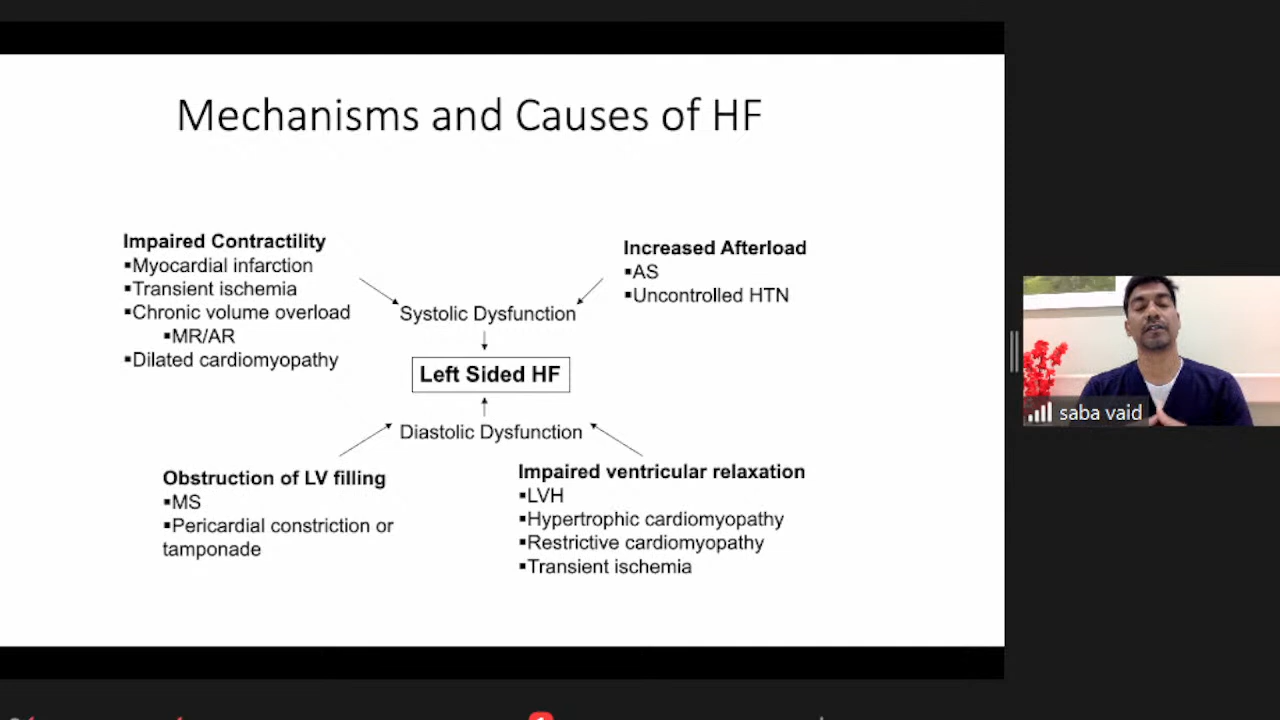 Mechanisms and Causes of HF
Impaired Contractility
▪Myocardial infarction
▪Transient ischemia
▪Chronic volume overload
▪MR/AR
▪Dilated cardiomyopathy
Increased Afterload
▪AS
▪Uncontrolled HTN
Systolic Dysfunction
Left Sided HF
Diastolic Dysfunction
Obstruction of LV filling
▪MS
▪Pericardial constriction or
tamponade
Impaired ventricular relaxation
▪LVH
▪Hypertrophic cardiomyopathy
▪Restrictive cardiomyopathy
▪Transient ischemia
saba vaid